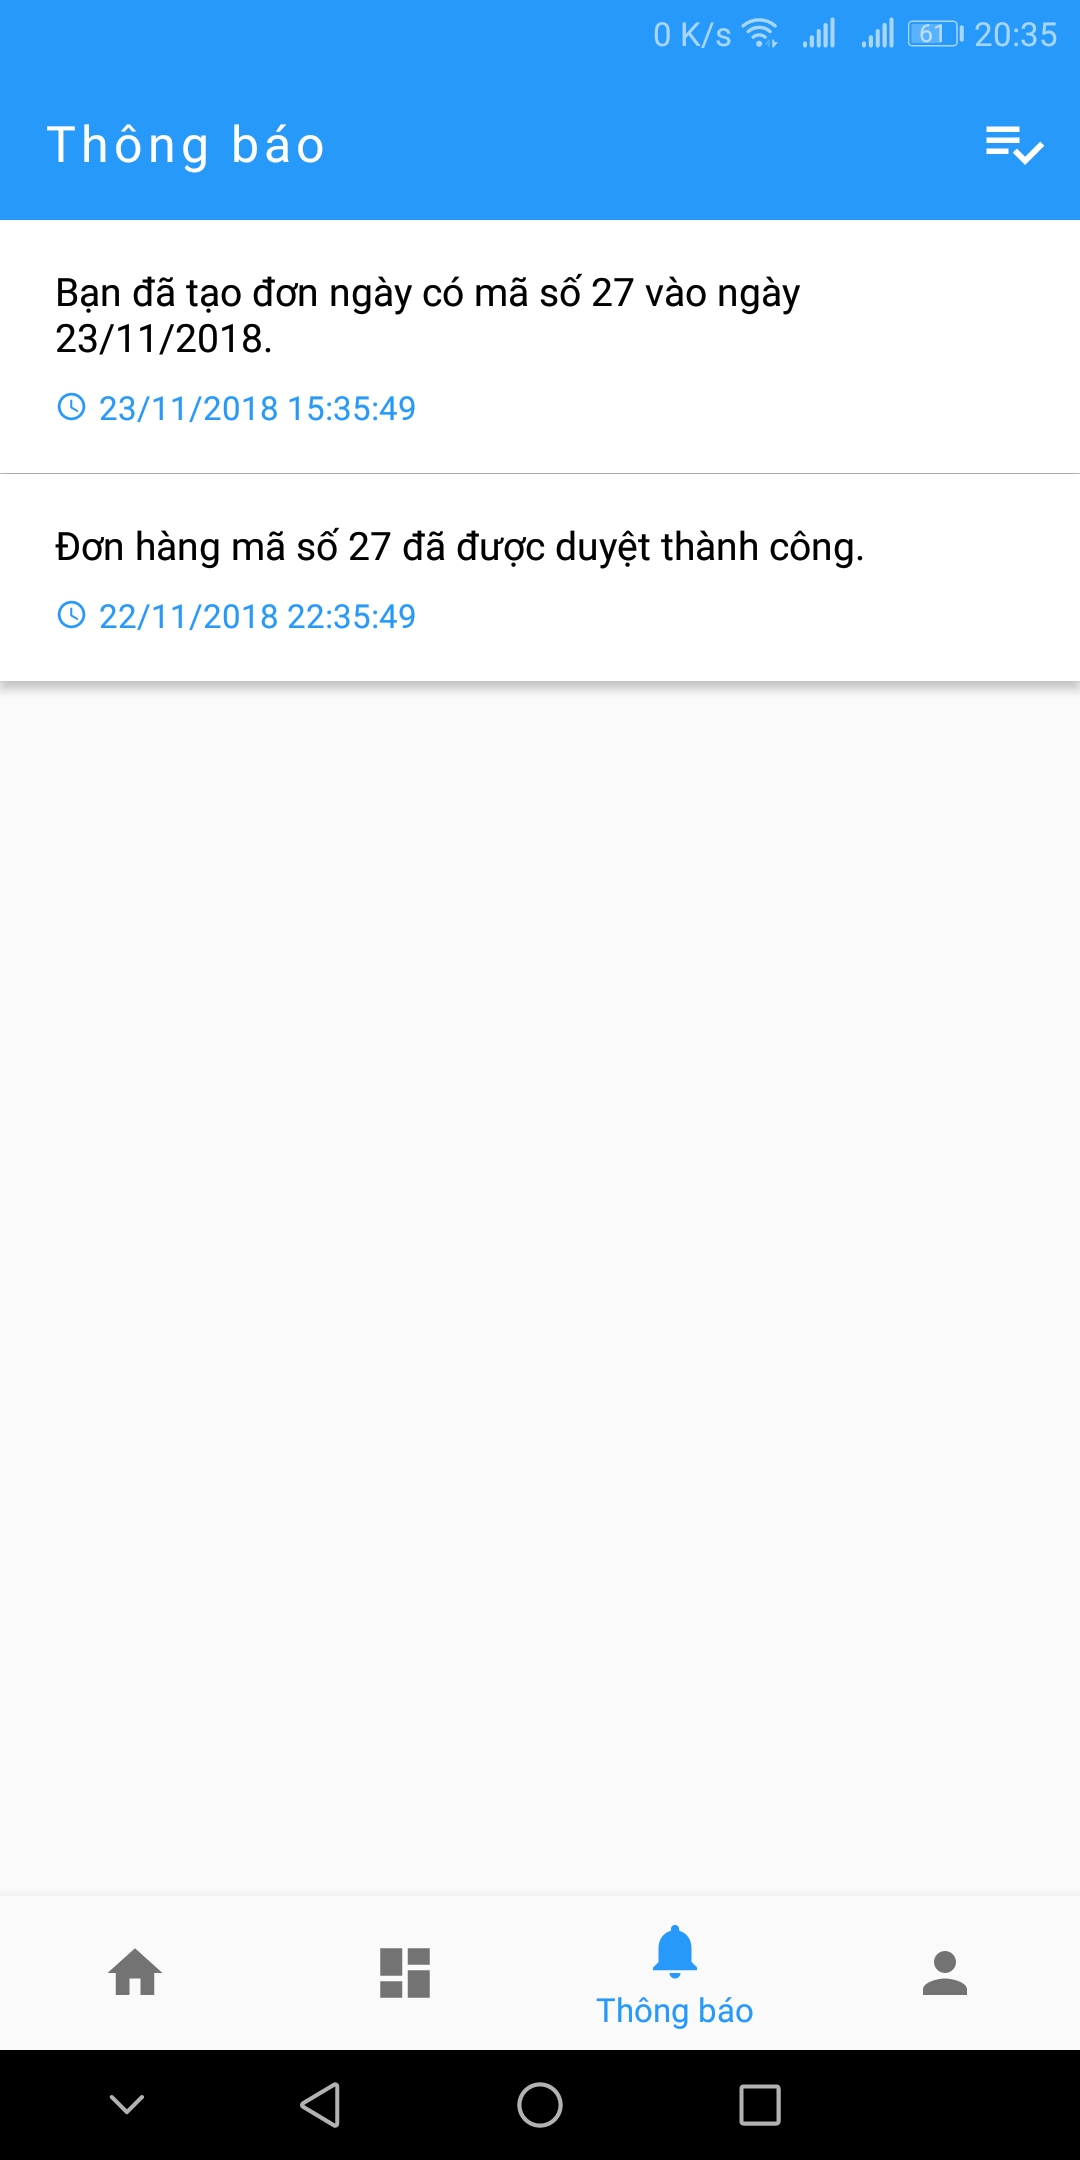 0 K/s 61 20:35
Thông báo
Bạn đã tạo đơn ngày có mã số 27 vào ngày
23/11/2018.
23/11/2018 15:35:49
Đơn hàng mã số 27 đã được duyệt thành công.
22/11/2018 22:35:49
Thông báo